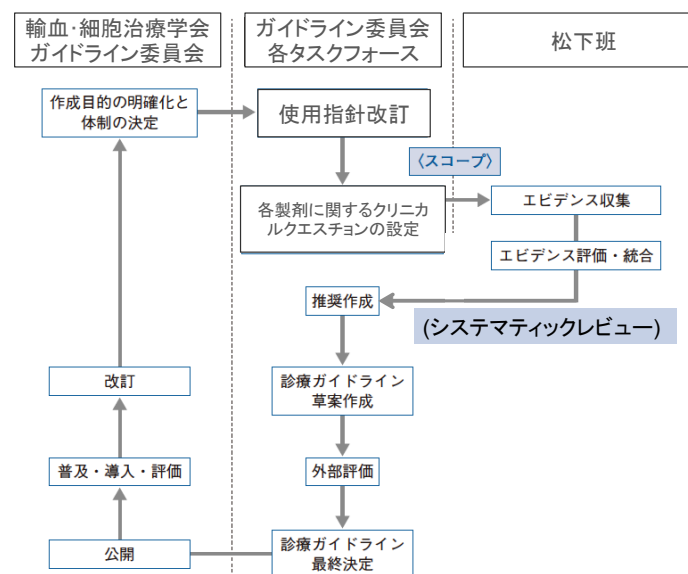 輸血・細胞治療学会
ガイドライン委員会
ガイドライン委員会
各タスクフォース
松下班
作成目的の明確化と
体制の決定
使用指針改訂
〈スコープ〉
各製剤に関するクリニカ
ルクエスチョンの設定
エビデンス収集
エビデンス評価・統合
推奨作成
(システマティックレビュー)
診療ガイドライン
草案作成
改訂
外部評価
普及・導入・評価
診療ガイドライン
最終決定
公開